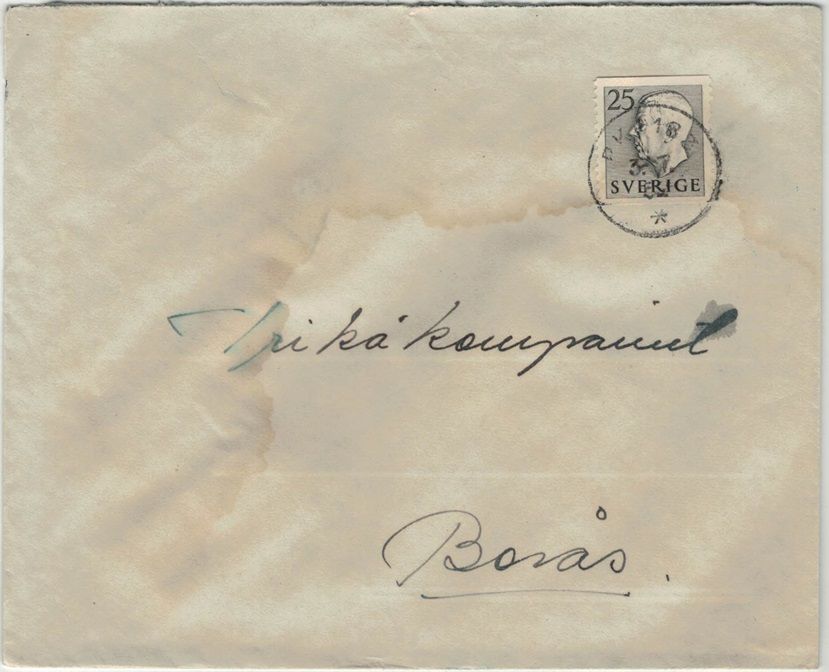 25
SVERIGE
Trikåkompaniet
Borås.